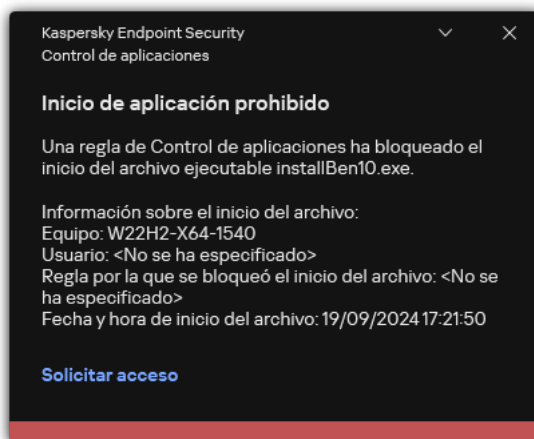 Kaspersky Endpoint Security
Control de aplicaciones
Inicio de aplicación prohibido
Una regla de Control de aplicaciones ha bloqueado el
inicio del archivo ejecutable installBen10.exe.
Información sobre el inicio del archivo:
Equipo: W22H2-X64-1540
Usuario: <No se ha especificado>
Regla por la que se bloqueó el inicio del archivo: <No se
ha especificado>
Fecha y hora de inicio del archivo: 19/09/2024 17:21:50
Solicitar acceso